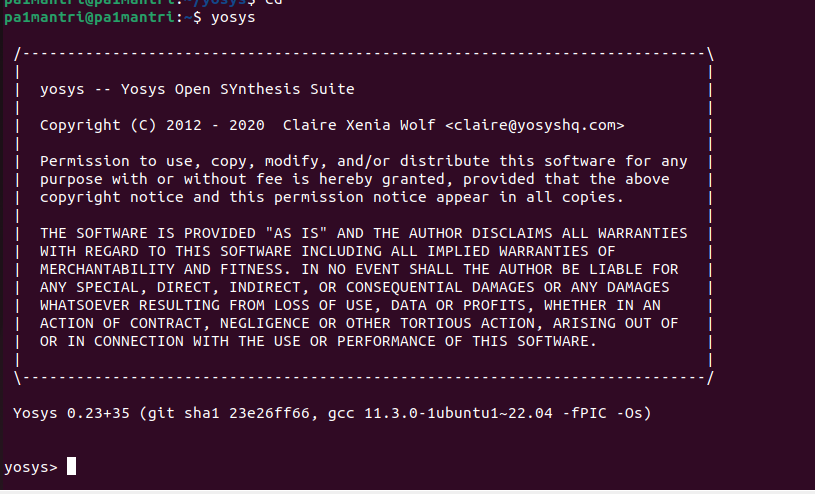 pa1mantri@pa1mantri:~/yosys$ cd
pa1mantri@pa1mantri:~$ yosys
/----------------------------------------------------------------------------\
|                                                                            |
|  yosys -- Yosys Open SYnthesis Suite                                       |
|                                                                            |
|  Copyright (C) 2012 - 2020  Claire Xenia Wolf <claire@yosyshq.com>         |
|                                                                            |
|  Permission to use, copy, modify, and/or distribute this software for any  |
|  purpose with or without fee is hereby granted, provided that the above    |
|  copyright notice and this permission notice appear in all copies.         |
|                                                                            |
|  THE SOFTWARE IS PROVIDED "AS IS" AND THE AUTHOR DISCLAIMS ALL WARRANTIES  |
|  WITH REGARD TO THIS SOFTWARE INCLUDING ALL IMPLIED WARRANTIES OF          |
|  MERCHANTABILITY AND FITNESS. IN NO EVENT SHALL THE AUTHOR BE LIABLE FOR   |
|  ANY SPECIAL, DIRECT, INDIRECT, OR CONSEQUENTIAL DAMAGES OR ANY DAMAGES    |
|  WHATSOEVER RESULTING FROM LOSS OF USE, DATA OR PROFITS, WHETHER IN AN     |
|  ACTION OF CONTRACT, NEGLIGENCE OR OTHER TORTIOUS ACTION, ARISING OUT OF   |
|  OR IN CONNECTION WITH THE USE OR PERFORMANCE OF THIS SOFTWARE.            |
|                                                                            |
\----------------------------------------------------------------------------/
Yosys 0.23+35 (git sha1 23e26ff66, gcc 11.3.0-1ubuntu1~22.04 -fPIC -Os)
yosys>